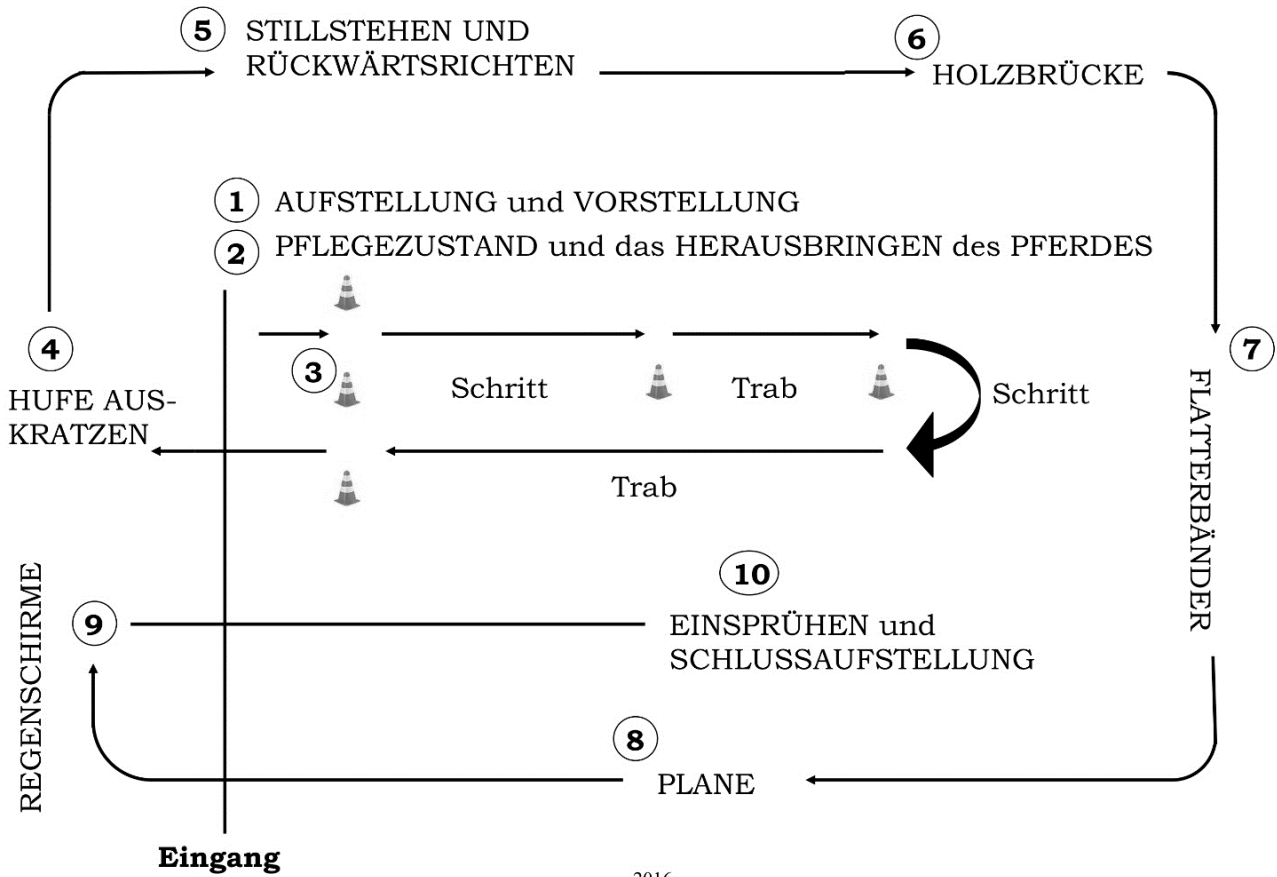 5 STILLSTEHEN UND
RÜCKWÄRTSRICHTEN
6
HOLZBRÜCKE
1 AUFSTELLUNG und VORSTELLUNG
2 PFLEGEZUSTAND und das HERAUSBRINGEN des PFERDES
3
Schritt
Trab
Schritt
Trab
4
HUFE AUS-
KRATZEN
7
FLATTERBÄNDER
10
EINSPRÜHEN und
SCHLUSSAUFSTELLUNG
9
REGENSCHIRME
8
PLANE
Eingang
2016